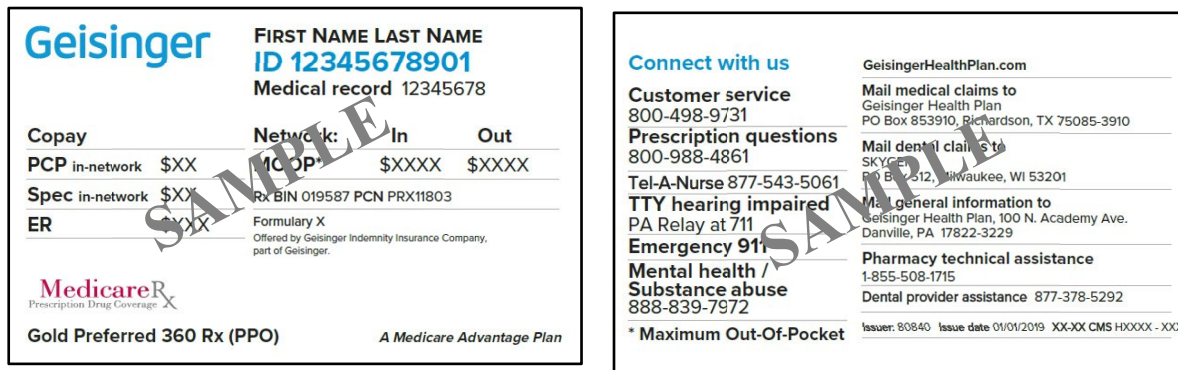 Geisinger
FIRST NAME LAST NAME
ID 12345678901
Medical record 12345678
Copay
PCP in-network $XX
Spec in-network $XX
ER $XXX
Network: In Out
MOOP* $XXXX $XXXX
Rx BIN 019587 PCN PRX11803
Formulary X
Offered by Geisinger Indemnity Insurance Company,
part of Geisinger.
SAMPLE
MedicareRx
Prescription Drug Coverage
Gold Preferred 360 Rx (PPO)
A Medicare Advantage Plan
Connect with us
Customer service
800-498-9731
Prescription questions
800-988-4861
Tel-A-Nurse 877-543-5061
TTY hearing impaired
PA Relay at 711
Emergency 911
Mental health /
Substance abuse
888-839-7972
* Maximum Out-Of-Pocket
GeisingerHealthPlan.com
Mail medical claims to
Geisinger Health Plan
PO Box 853910, Richardson, TX 75085-3910
Mail dental claims to
SKYGEN
PO Box 512, Milwaukee, WI 53201
Mail general information to
Geisinger Health Plan, 100 N. Academy Ave.
Danville, PA 17822-3229
Pharmacy technical assistance
1-855-508-1715
Dental provider assistance 877-378-5292
Issuer: 80840 Issue date 01/01/2019 XX-XX CMS HXXXX - XXX
SAMPLE